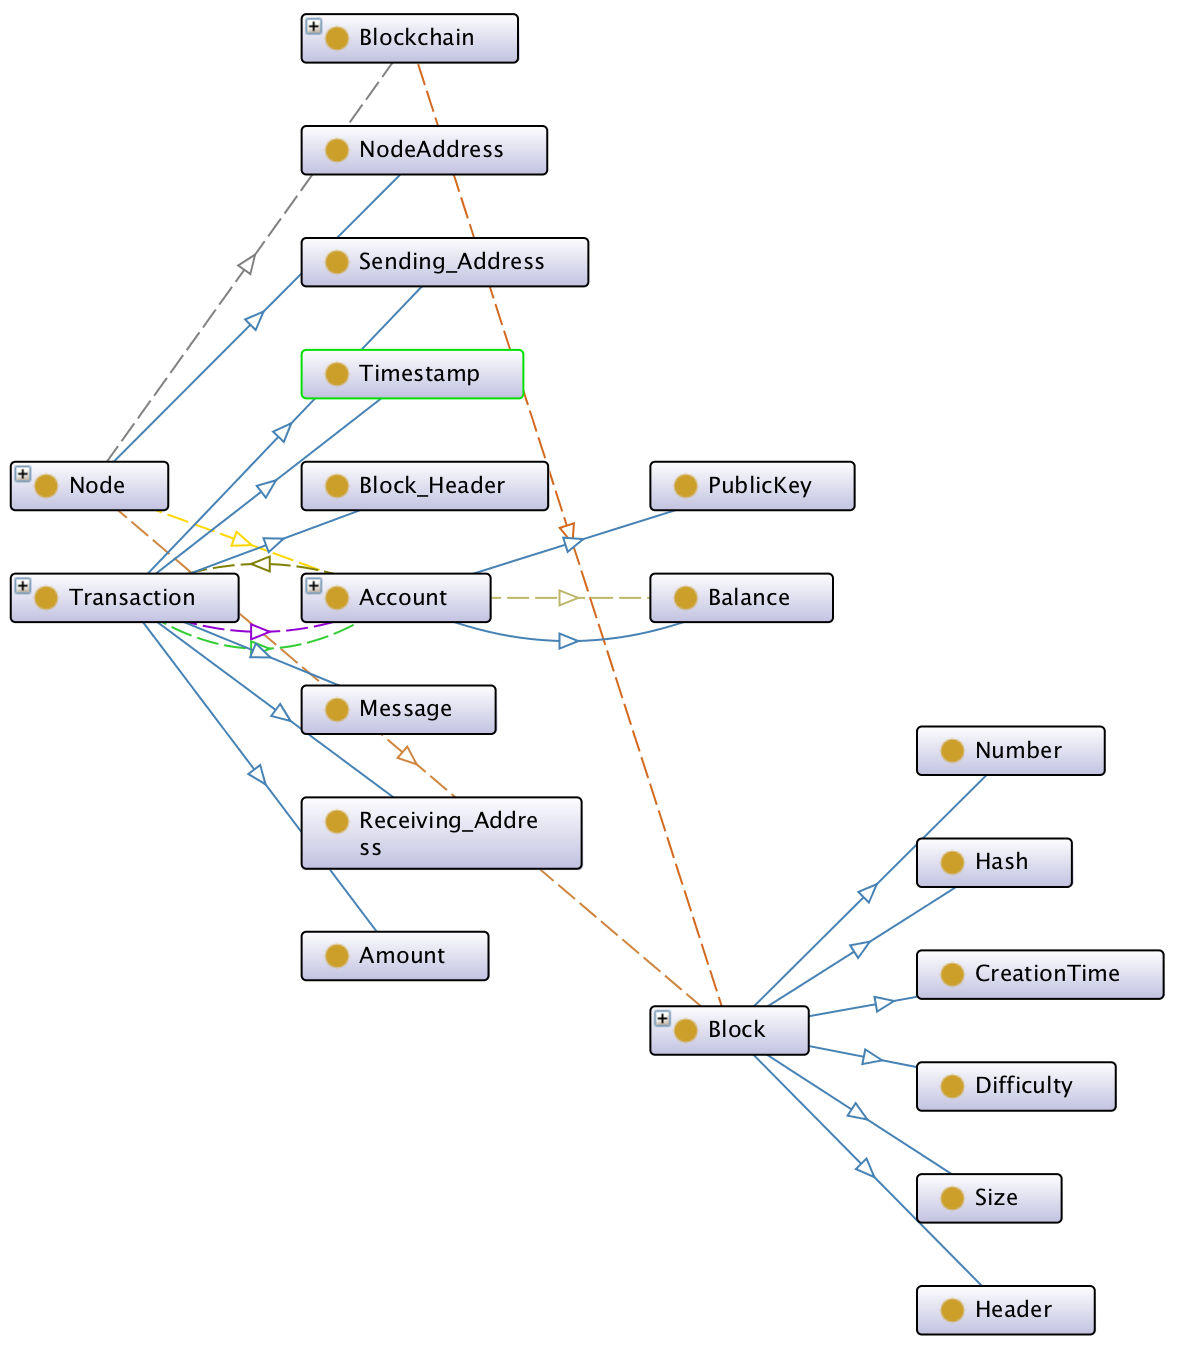 Blockchain
NodeAddress
Sending_Address
Timestamp
Node
Block_Header
PublicKey
Transaction
Account
Balance
Message
Number
Receiving_Addre
ss
Hash
Amount
CreationTime
Block
Difficulty
Size
Header